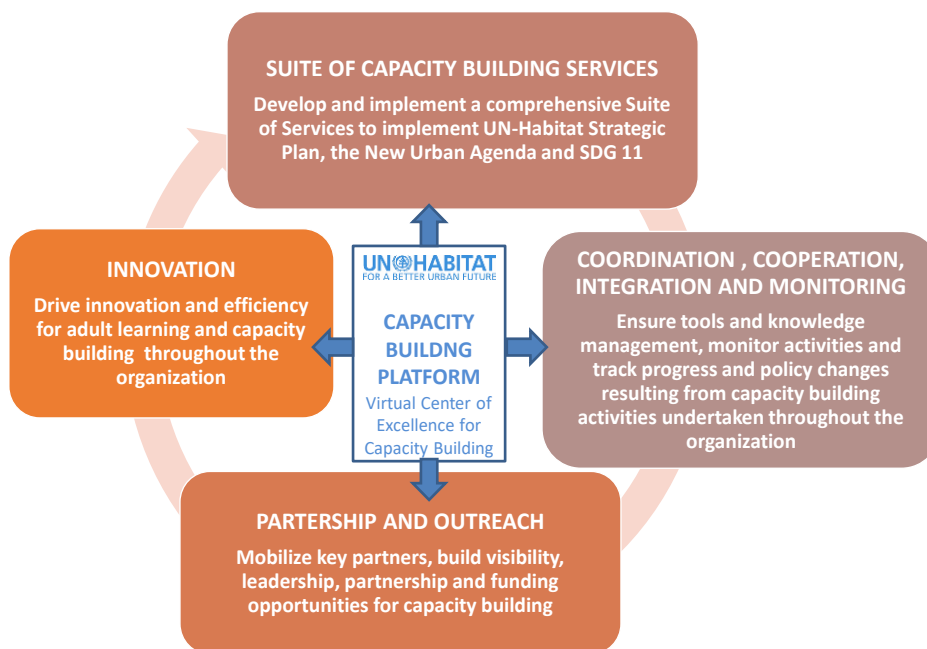 SUITE OF CAPACITY BUILDING SERVICES
Develop and implement a comprehensive Suite
of Services to implement UN-Habitat Strategic
Plan, the New Urban Agenda and SDG 11
INNOVATION
Drive innovation and efficiency
for adult learning and capacity
building throughout the
organization
UN HABITAT
FOR A BETTER URBAN FUTURE
CAPACITY
BUILDNG
PLATFORM
Virtual Center of
Excellence for
Capacity Building
COORDINATION , COOPERATION,
INTEGRATION AND MONITORING
Ensure tools and knowledge
management, monitor activities and
track progress and policy changes
resulting from capacity building
activities undertaken throughout the
organization
PARTERSHIP AND OUTREACH
Mobilize key partners, build visibility,
leadership, partnership and funding
opportunities for capacity building